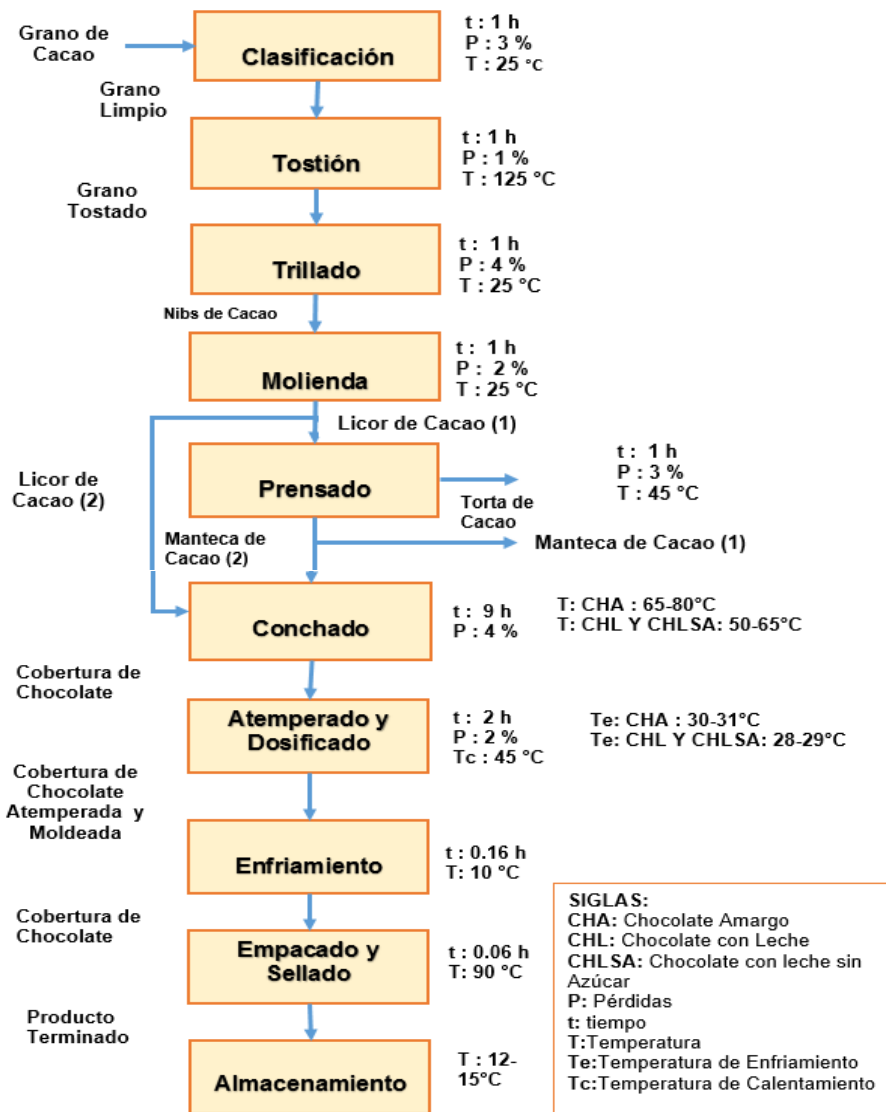 Grano de
Cacao
Clasificación
t : 1 h
P : 3 %
T : 25 °C
Grano
Limpio
Tostión
t : 1 h
P : 1 %
T : 125 °C
Grano
Tostado
Trillado
t : 1 h
P : 4 %
T : 25 °C
Nibs de Cacao
Molienda
t : 1 h
P : 2 %
T : 25 °C
Licor de Cacao (1)
Licor de
Cacao (2)
Prensado
t : 1 h
P : 3 %
T : 45 °C
Torta de
Cacao
Manteca de
Cacao (2)
Manteca de Cacao (1)
Conchado
t : 9 h
P : 4 %
T: CHA : 65-80°C
T: CHL Y CHLSA: 50-65°C
Cobertura de
Chocolate
Atemperado y
Dosificado
t : 2 h
P : 2 %
Tc : 45 °C
Te: CHA : 30-31°C
Te: CHL Y CHLSA: 28-29°C
Cobertura de
Chocolate
Atemperada y
Moldeada
Enfriamiento
t : 0.16 h
T: 10 °C
Cobertura de
Chocolate
Empacado y
Sellado
t : 0.06 h
T: 90 °C
Producto
Terminado
Almacenamiento
T : 12-
15°C
SIGLAS:
CHA: Chocolate Amargo
CHL: Chocolate con Leche
CHLSA: Chocolate con leche sin
Azúcar
P: Pérdidas
t: tiempo
T:Temperatura
Te:Temperatura de Enfriamiento
Tc:Temperatura de Calentamiento